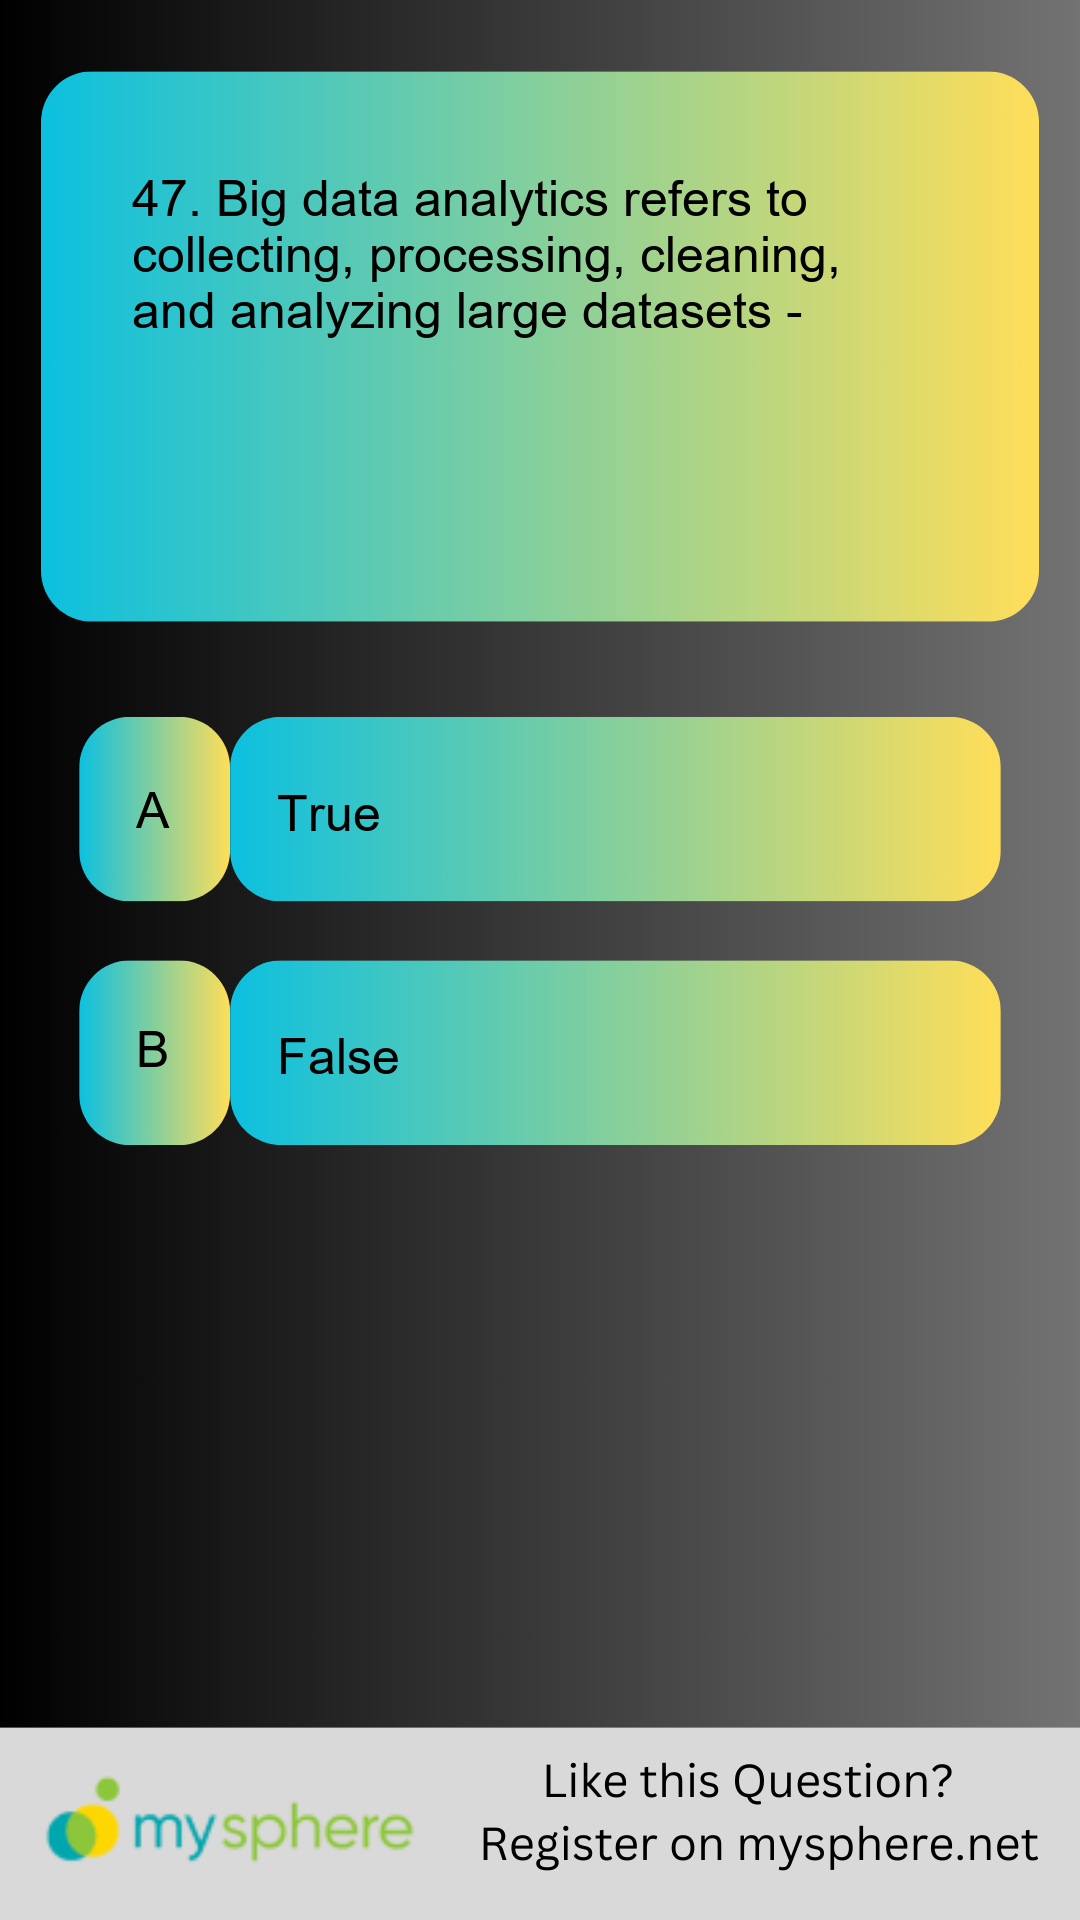 47. Big data analytics refers to
collecting, processing, cleaning,
and analyzing large datasets -
A
True
B
False
mysphere
Like this Question?
Register on mysphere.net